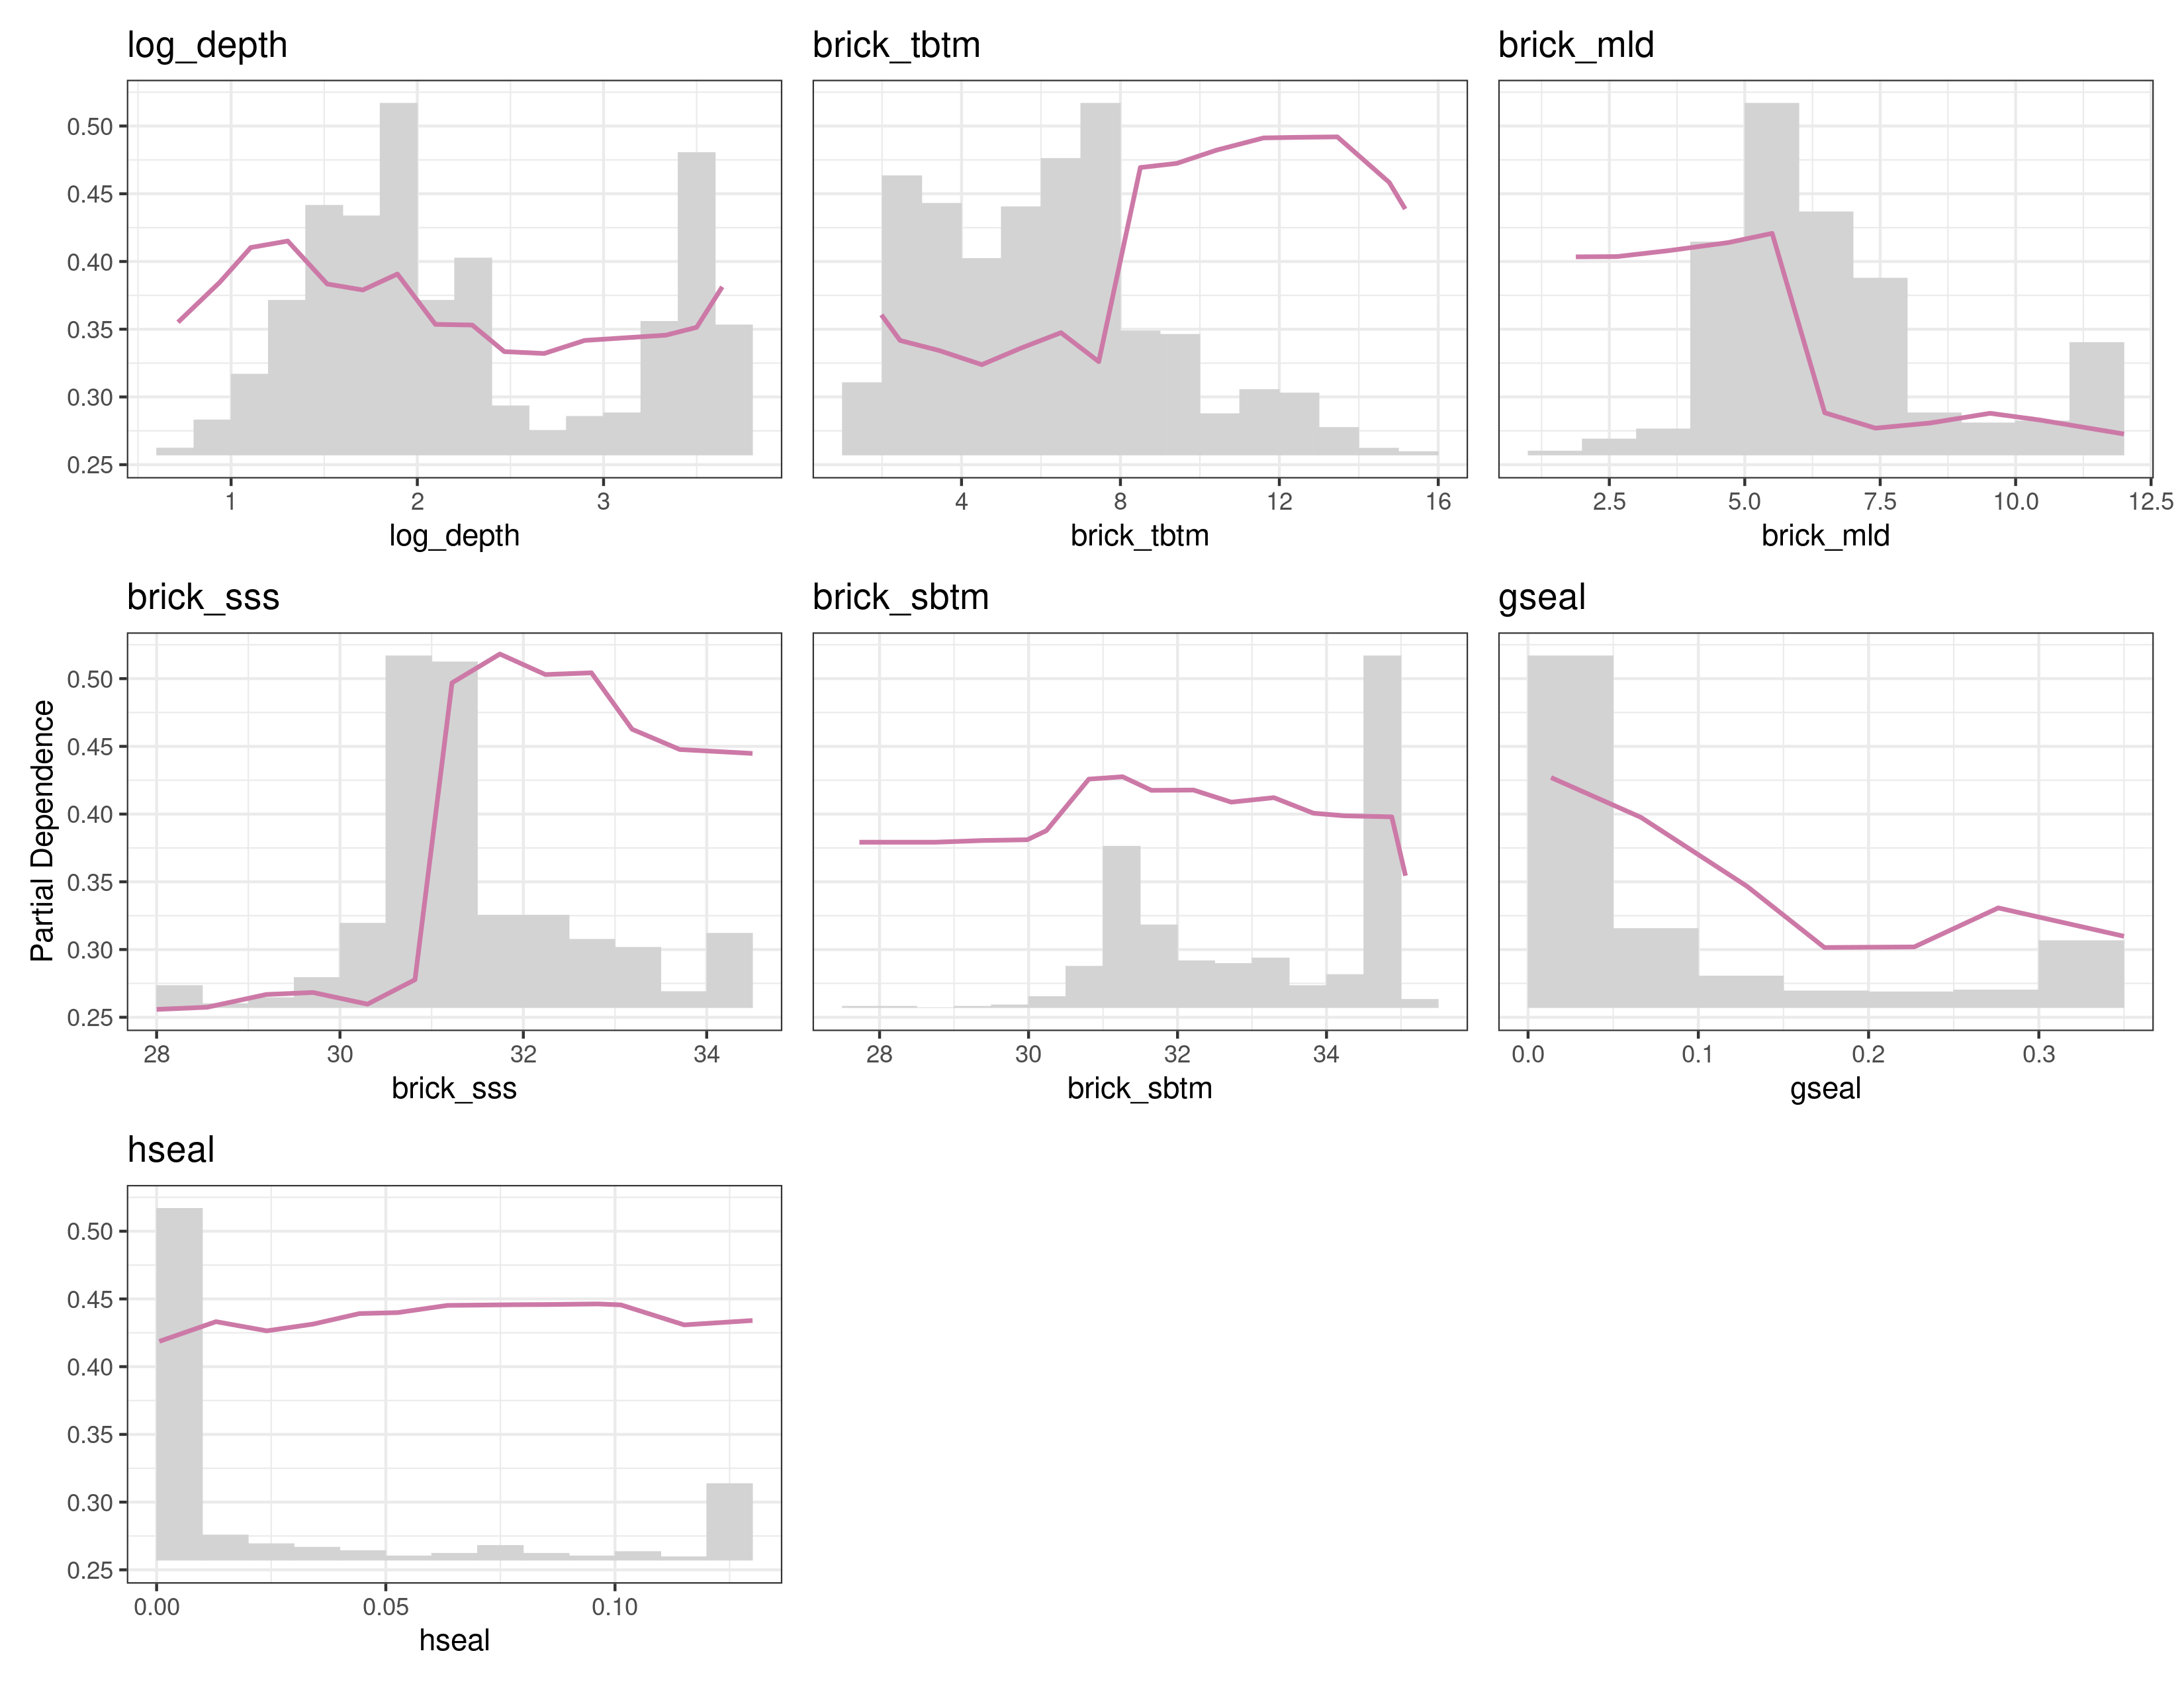 log_depth
brick_tbtm
brick_mld
0.50
0.45
0.40
0.35
0.30
0.25
1 2 3
4 8 12 16
2.5 5.0 7.5 10.0 12.5
log_depth
brick_tbtm
brick_mld
brick_sss
brick_sbtm
gseal
Partial Dependence
0.50
0.45
0.40
0.35
0.30
0.25
28 30 32 34
28 30 32 34
0.0 0.1 0.2 0.3
brick_sss
brick_sbtm
gseal
hseal
0.50
0.45
0.40
0.35
0.30
0.25
0.00 0.05 0.10
hseal